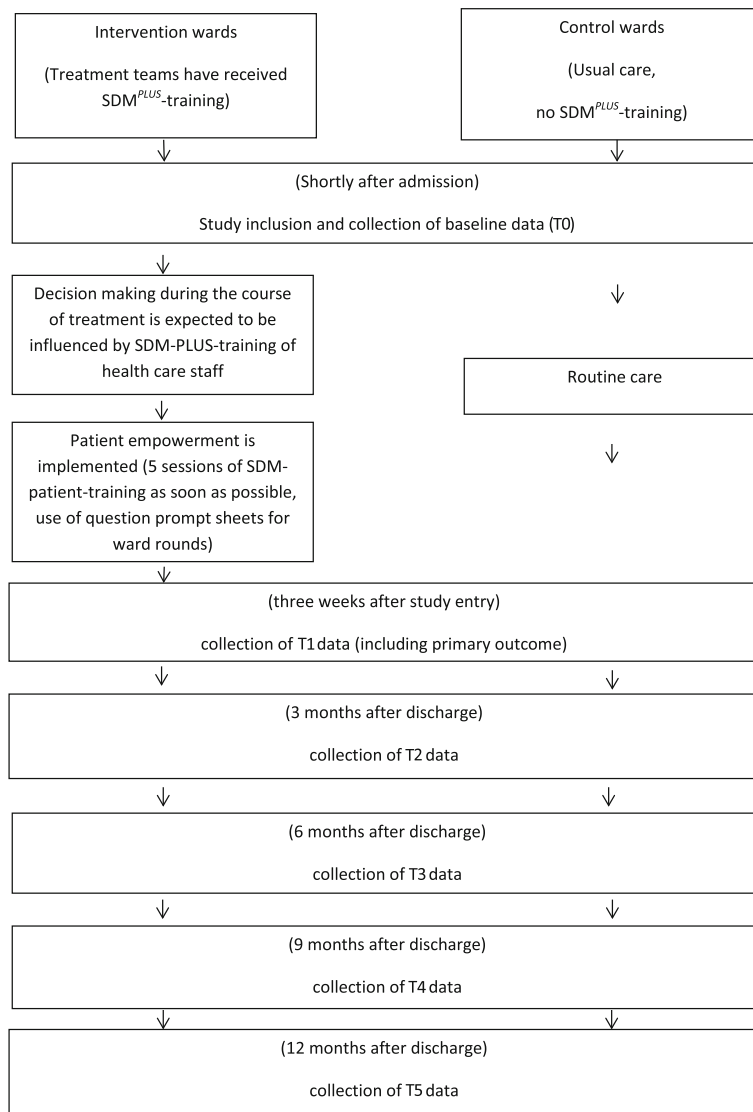 Intervention wards
(Treatment teams have received
SDMPLUS-training)
Control wards
(Usual care,
no SDMPLUS-training)
(Shortly after admission)
Study inclusion and collection of baseline data (T0)
Decision making during the course
of treatment is expected to be
influenced by SDM-PLUS-training of
health care staff
Routine care
Patient empowerment is
implemented (5 sessions of SDM-
patient-training as soon as possible,
use of question prompt sheets for
ward rounds)
(three weeks after study entry)
collection of T1 data (including primary outcome)
(3 months after discharge)
collection of T2 data
(6 months after discharge)
collection of T3 data
(9 months after discharge)
collection of T4 data
(12 months after discharge)
collection of T5 data